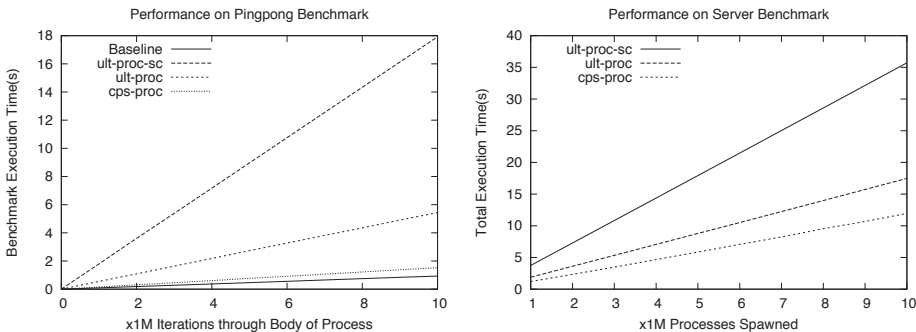 Performance on Pingpong Benchmark
18
16
14
12
10
8
6
4
2
0
Benchmark Execution Time(s)
Baseline
ult-proc-sc
ult-proc
cps-proc
0 2 4 6 8 10
x1M Iterations through Body of Process
Performance on Server Benchmark
40
35
30
25
20
15
10
5
0
Total Execution Time(s)
ult-proc-sc
ult-proc
cps-proc
1 2 3 4 5 6 7 8 9 10
x1M Processes Spawned